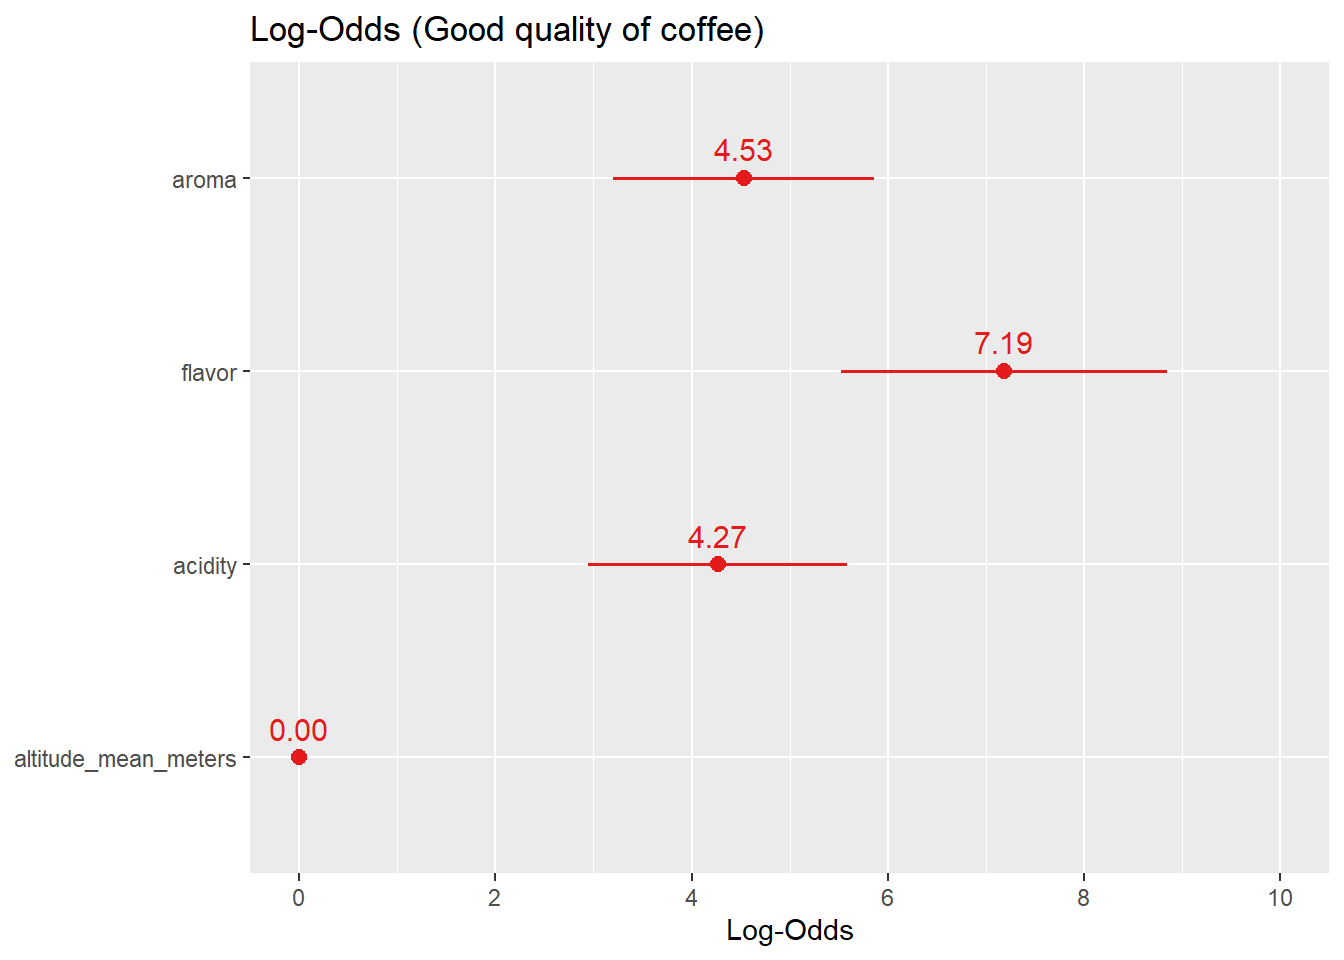 Log-Odds (Good quality of coffee)
4.53
aroma
7.19
flavor
4.27
acidity
0.00
altitude_mean_meters
0 2 4 6 8 10
Log-Odds